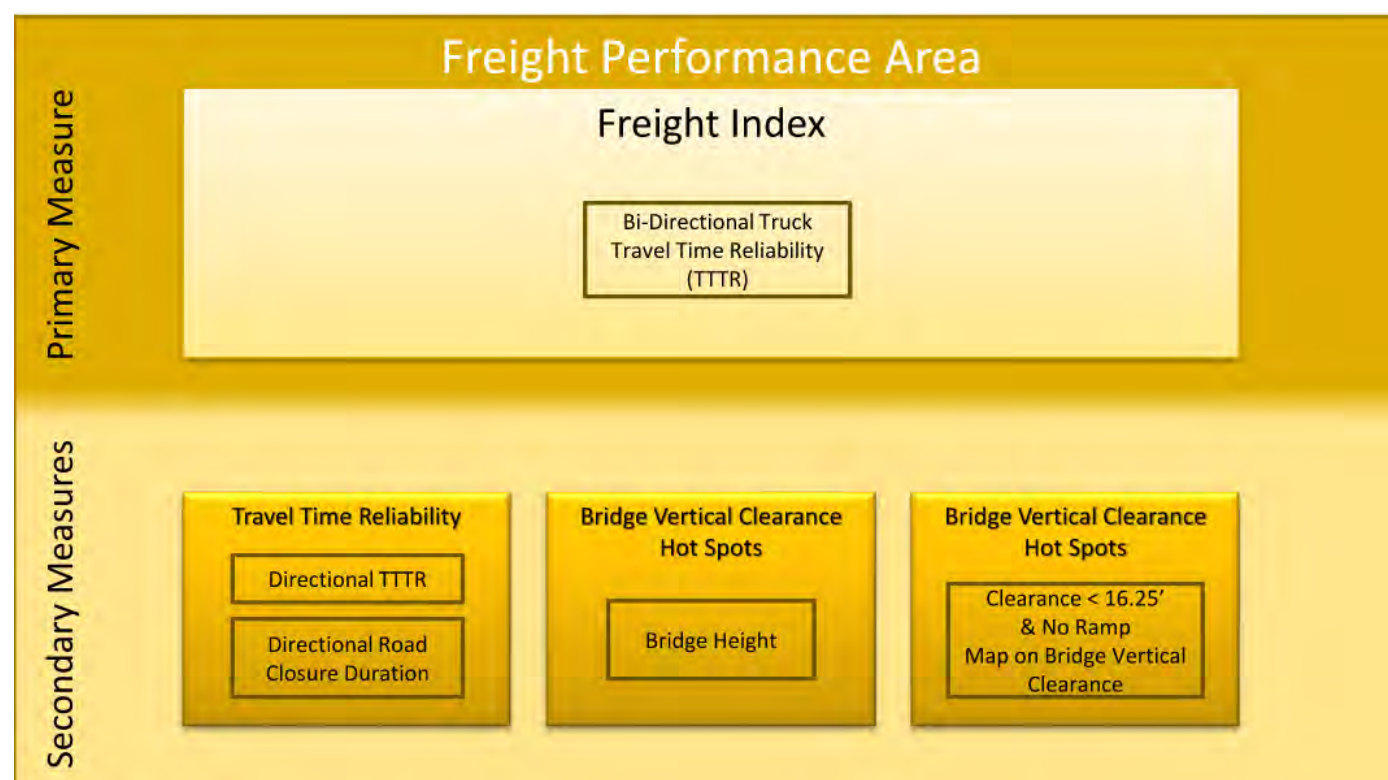 Freight Performance Area
Primary Measure
Freight Index
Bi-Directional Truck
Travel Time Reliability
(TTTR)
Secondary Measures
Travel Time Reliability
Directional TTTR
Directional Road
Closure Duration
Bridge Vertical Clearance
Hot Spots
Bridge Height
Bridge Vertical Clearance
Hot Spots
Clearance < 16.25′
& No Ramp
Map on Bridge Vertical
Clearance